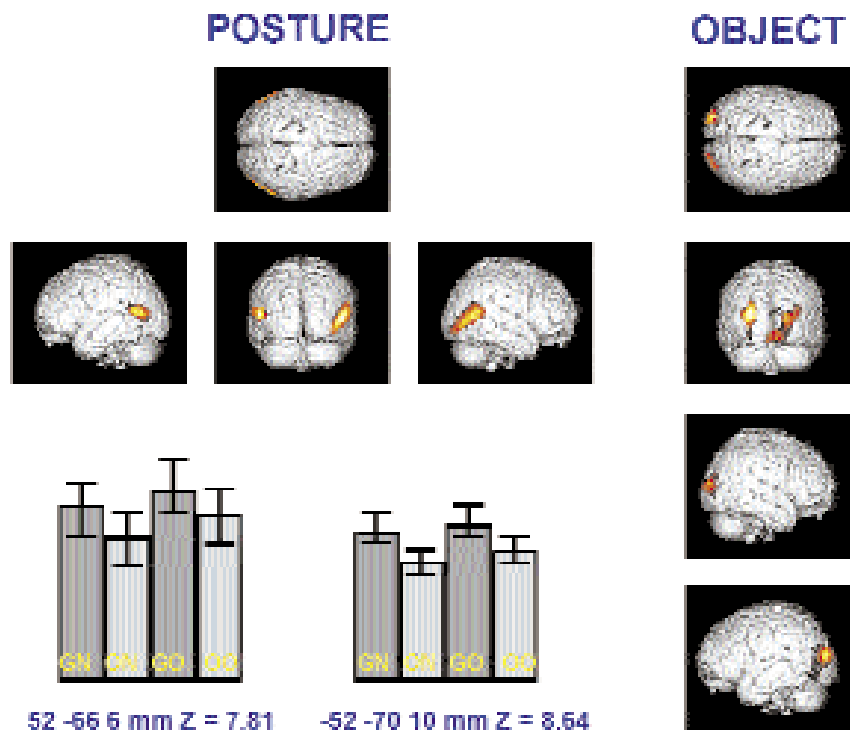 POSTURE
OBJECT
GN ON GO OO
GN ON GO OO
52 -66 6 mm Z = 7.81
-52 -70 10 mm Z = 8.64